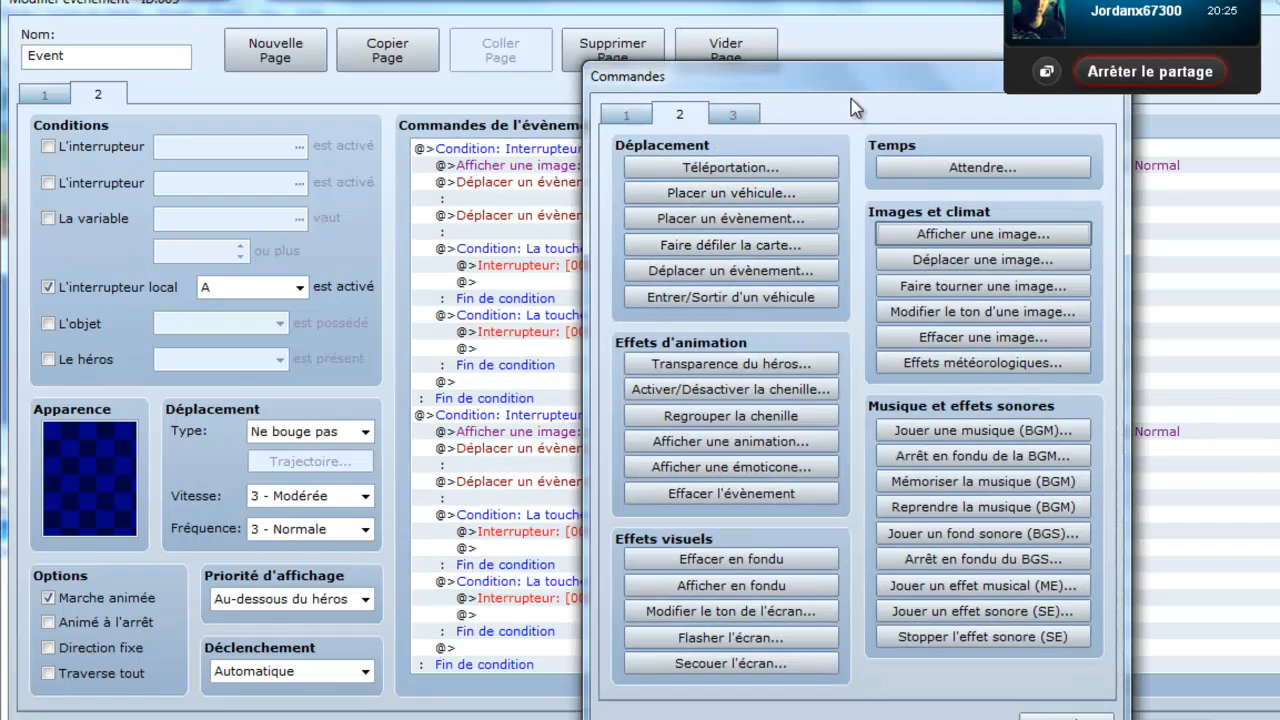 Modifier évènement - ID:003
Jordanx67300
20:25
Arrêter le partage
Nom:
Event
Nouvelle Page
Copier Page
Coller Page
Supprimer Page
Vider Page
1
2
Conditions
L'interrupteur ... est activé
L'interrupteur ... est activé
La variable ... vaut
ou plus
L'interrupteur local A est activé
L'objet est possédé
Le héros est présent
Apparence
Déplacement
Type: Ne bouge pas
Trajectoire...
Vitesse: 3 - Modérée
Fréquence: 3 - Normale
Options
Marche animée
Animé à l'arrêt
Direction fixe
Traverse tout
Priorité d'affichage
Au-dessous du héros
Déclenchement
Automatique
Commandes de l'évènem
@>Condition: Interrupteur
@>Afficher une image: Normal
@>Déplacer un évènem
:
@>Déplacer un évènem
:
@>Condition: La touche
@>Interrupteur: [00
@>
: Fin de condition
@>Condition: La touche
@>Interrupteur: [00
@>
: Fin de condition
@>
: Fin de condition
@>Condition: Interrupteur
@>Afficher une image: Normal
@>Déplacer un évènem
:
@>Déplacer un évènem
:
@>Condition: La touche
@>Interrupteur: [00
@>
: Fin de condition
@>Condition: La touche
@>Interrupteur: [00
@>
: Fin de condition
@>
: Fin de condition
Commandes
1
2
3
Déplacement
Téléportation...
Placer un véhicule...
Placer un évènement...
Faire défiler la carte...
Déplacer un évènement...
Entrer/Sortir d'un véhicule
Effets d'animation
Transparence du héros...
Activer/Désactiver la chenille...
Regrouper la chenille
Afficher une animation...
Afficher une émoticone...
Effacer l'évènement
Effets visuels
Effacer en fondu
Afficher en fondu
Modifier le ton de l'écran...
Flasher l'écran...
Secouer l'écran...
Temps
Attendre...
Images et climat
Afficher une image...
Déplacer une image...
Faire tourner une image...
Modifier le ton d'une image...
Effacer une image...
Effets météorologiques...
Musique et effets sonores
Jouer une musique (BGM)...
Arrêt en fondu de la BGM...
Mémoriser la musique (BGM)
Reprendre la musique (BGM)
Jouer un fond sonore (BGS)...
Arrêt en fondu du BGS...
Jouer un effet musical (ME)...
Jouer un effet sonore (SE)...
Stopper l'effet sonore (SE)